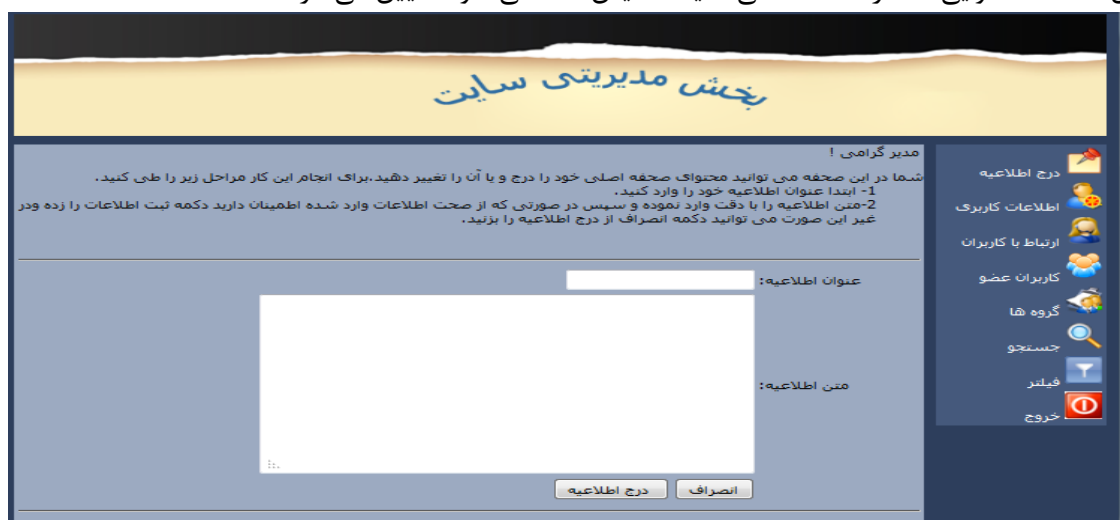 بخش مدیریتی سایت
مدیر گرامی !
شما در این صحفه می توانید محتوای صحفه اصلی خود را درج و یا آن را تغییر دهید.برای انجام این کار مراحل زیر را طی کنید.
1- ابتدا عنوان اطلاعیه خود را وارد کنید.
2-متن اطلاعیه را با دقت وارد نموده و سپس در صورتی که از صحت اطلاعات وارد شده اطمینان دارید دکمه ثبت اطلاعات را زده ودر
غیر این صورت می توانید دکمه انصراف از درج اطلاعیه را بزنید.
درج اطلاعیه
اطلاعات کاربری
ارتباط با کاربران
کاربران عضو
گروه ها
جستجو
فیلتر
خروج
عنوان اطلاعیه:
متن اطلاعیه:
انصراف
درج اطلاعیه